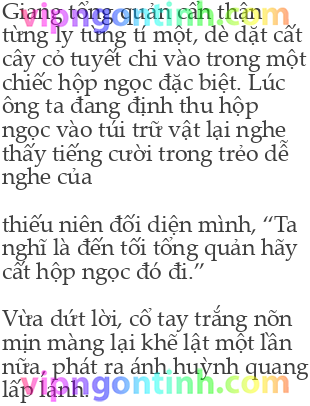 Giang tổng quản cẩn thận
từng ly từng tí một, dè dặt cất
cây cỏ tuyết chi vào trong một
chiếc hộp ngọc đặc biệt. Lúc
ông ta đang định thu hộp
ngọc vào túi trữ vật lại nghe
thấy tiếng cười trong trẻo dễ
nghe của
thiếu niên đối diện mình, “Ta
nghĩ là đến tối tổng quản hãy
cất hộp ngọc đó đi.”
Vừa dứt lời, cổ tay trắng nõn
mịn màng lại khẽ lật một lần
nữa, phát ra ánh huỳnh quang
vipngontinh.com
lấp lánh.